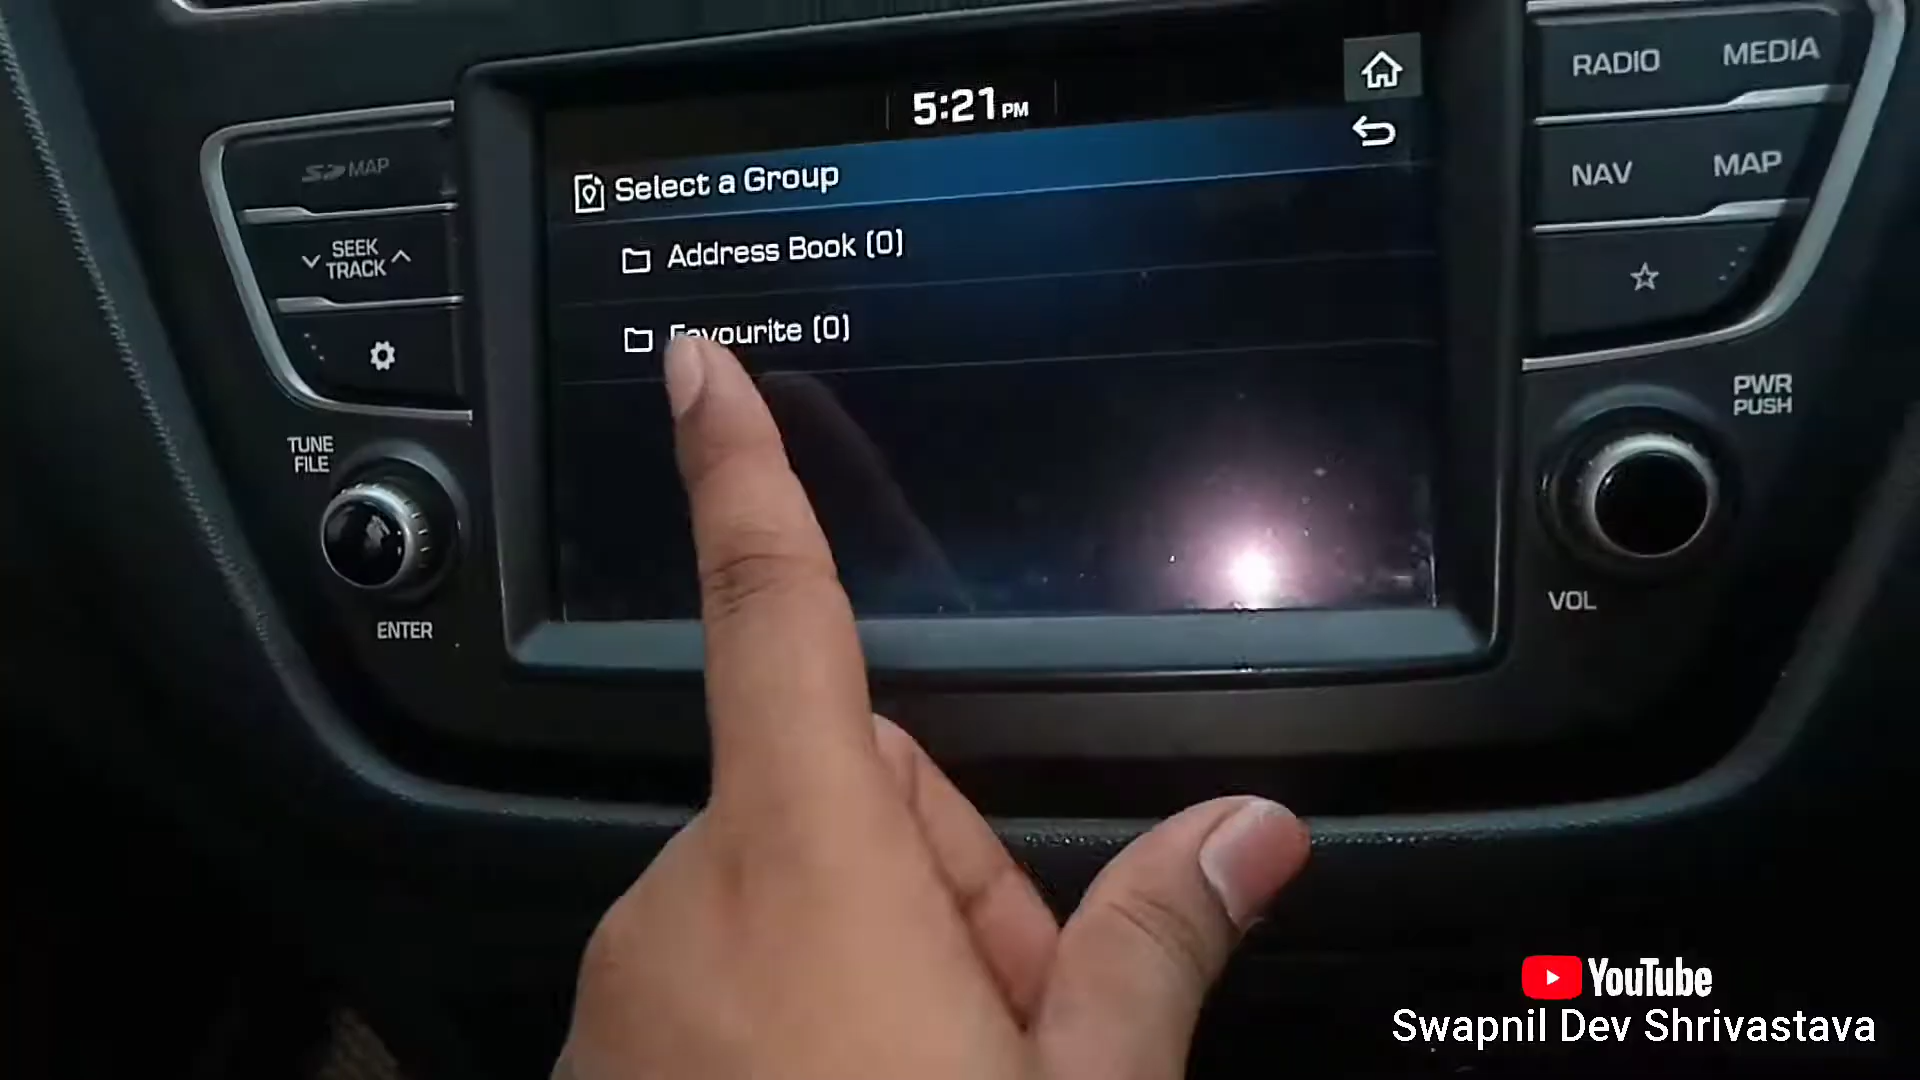 RADIO
MEDIA
5:21 PM
SD MAP
Select a Group
NAV
MAP
Address Book (0)
SEEK
TRACK
Favourite (0)
TUNE
FILE
PWR
PUSH
ENTER
VOL
YouTube
Swapnil Dev Shrivastava